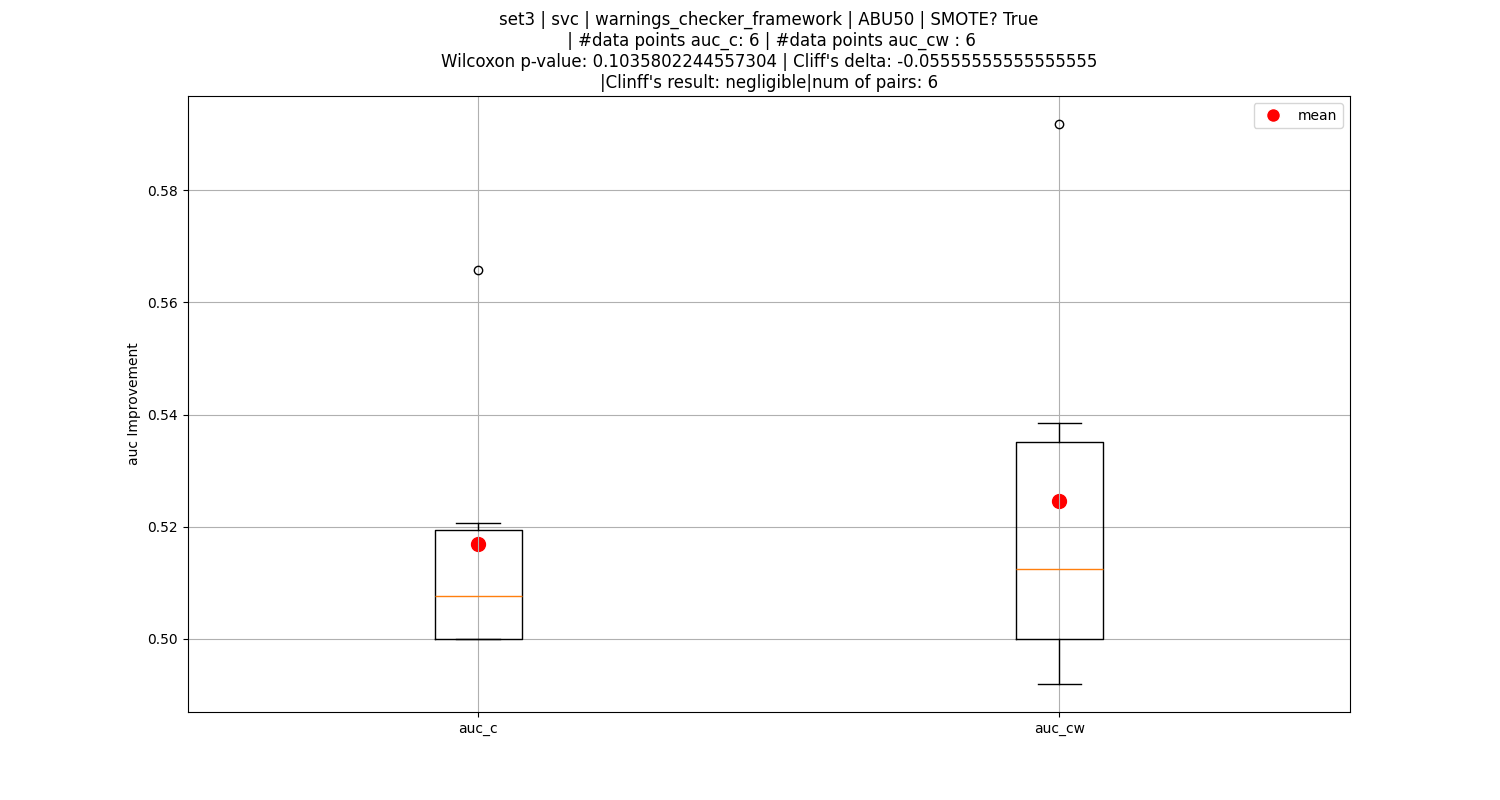 set3 | svc | warnings_checker_framework | ABU50 | SMOTE? True
| #data points auc_c: 6 | #data points auc_cw : 6
Wilcoxon p-value: 0.1035802244557304 | Cliff's delta: -0.05555555555555555
|Clinff's result: negligible|num of pairs: 6
mean
auc Improvement
0.58
0.56
0.54
0.52
0.50
auc_c
auc_cw